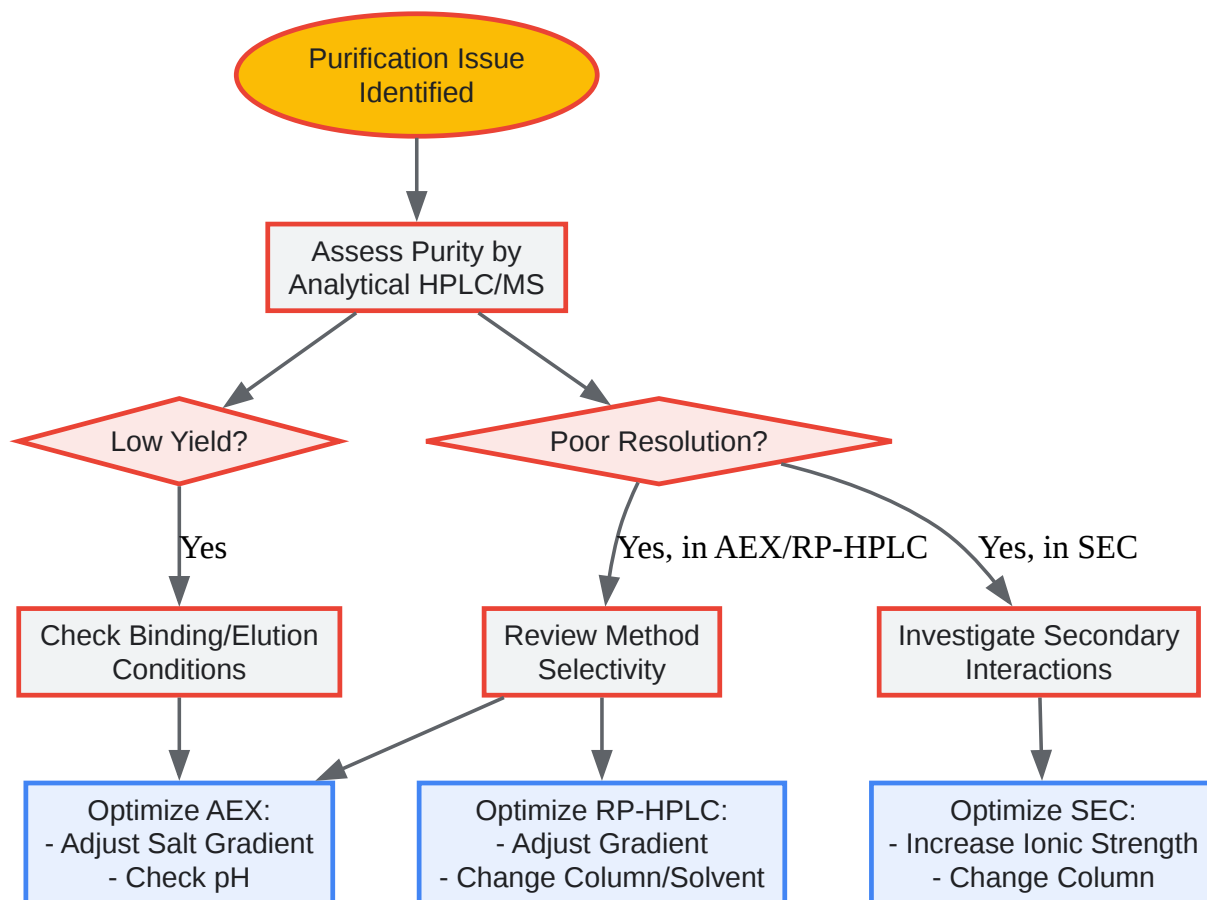 Purification Issue
Identified
Assess Purity by
Analytical HPLC/MS
Low Yield?
Poor Resolution?
Yes
Yes, in AEX/RP-HPLC
Yes, in SEC
Check Binding/Elution
Conditions
Review Method
Selectivity
Investigate Secondary
Interactions
Optimize AEX:
- Adjust Salt Gradient
- Check pH
Optimize RP-HPLC:
- Adjust Gradient
- Change Column/Solvent
Optimize SEC:
- Increase Ionic Strength
- Change Column